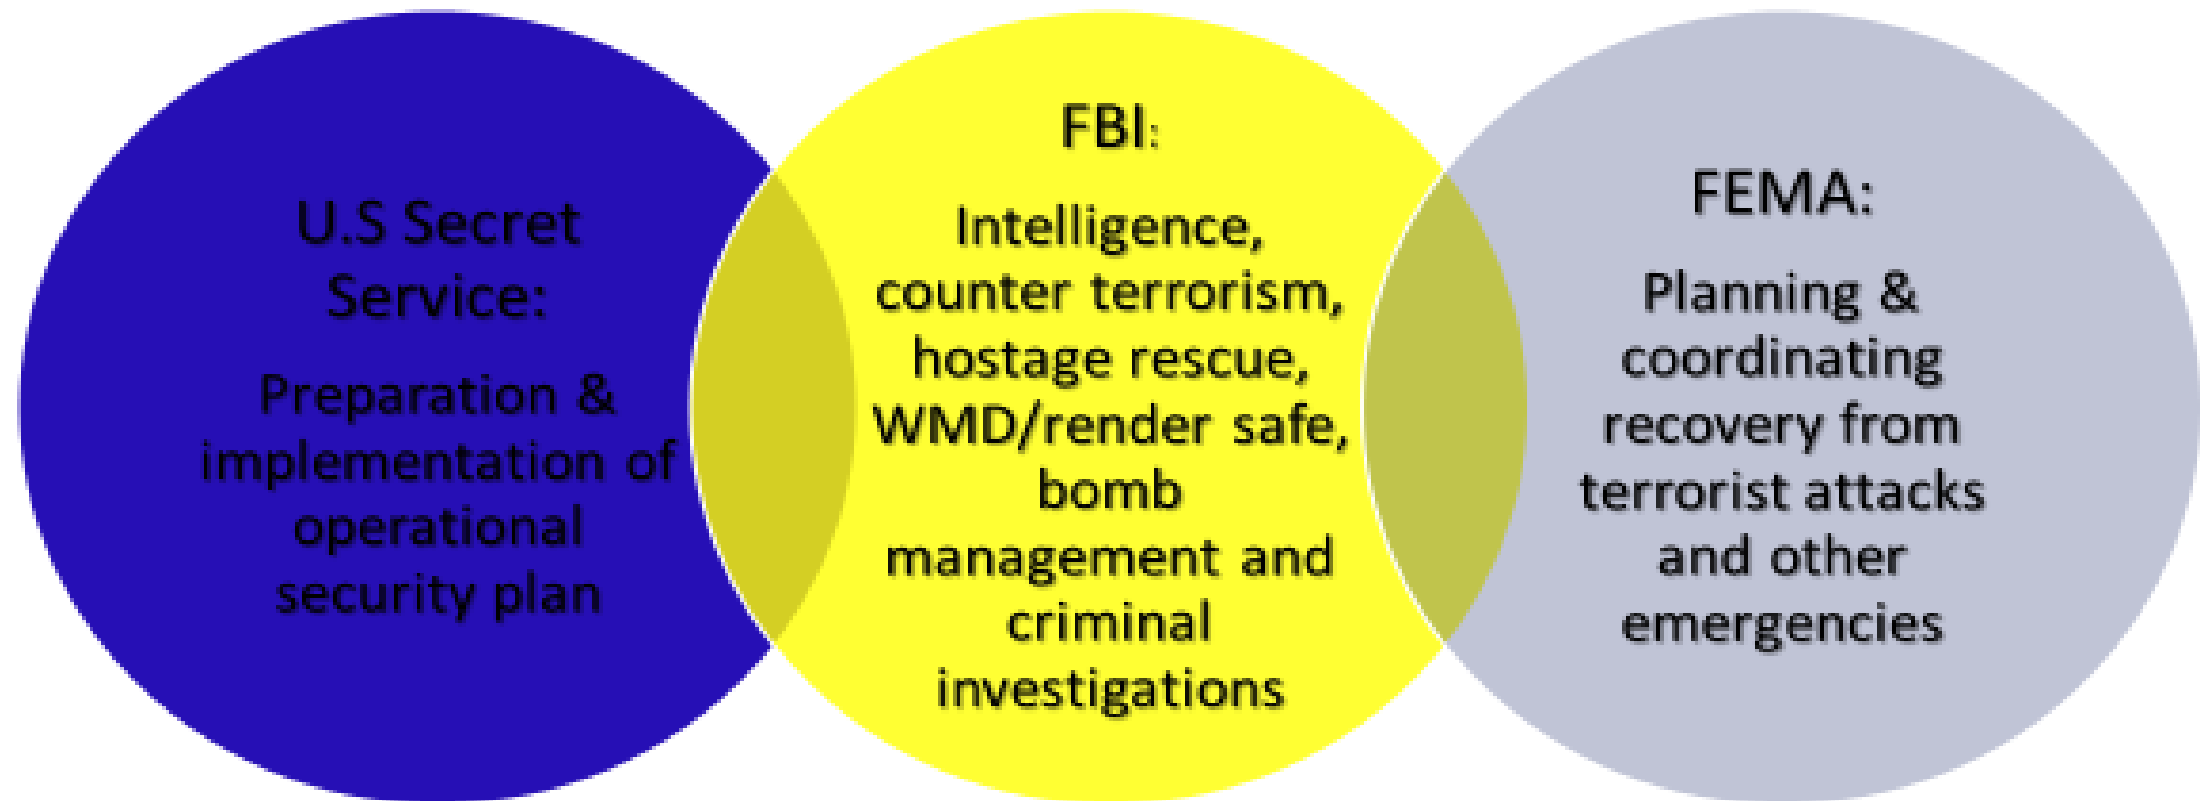 U.S Secret
Service:
Preparation &
implementation of
operational
security plan
FBI:
Intelligence,
counter terrorism,
hostage rescue,
WMD/render safe,
bomb
management and
criminal
investigations
FEMA:
Planning &
coordinating
recovery from
terrorist attacks
and other
emergencies